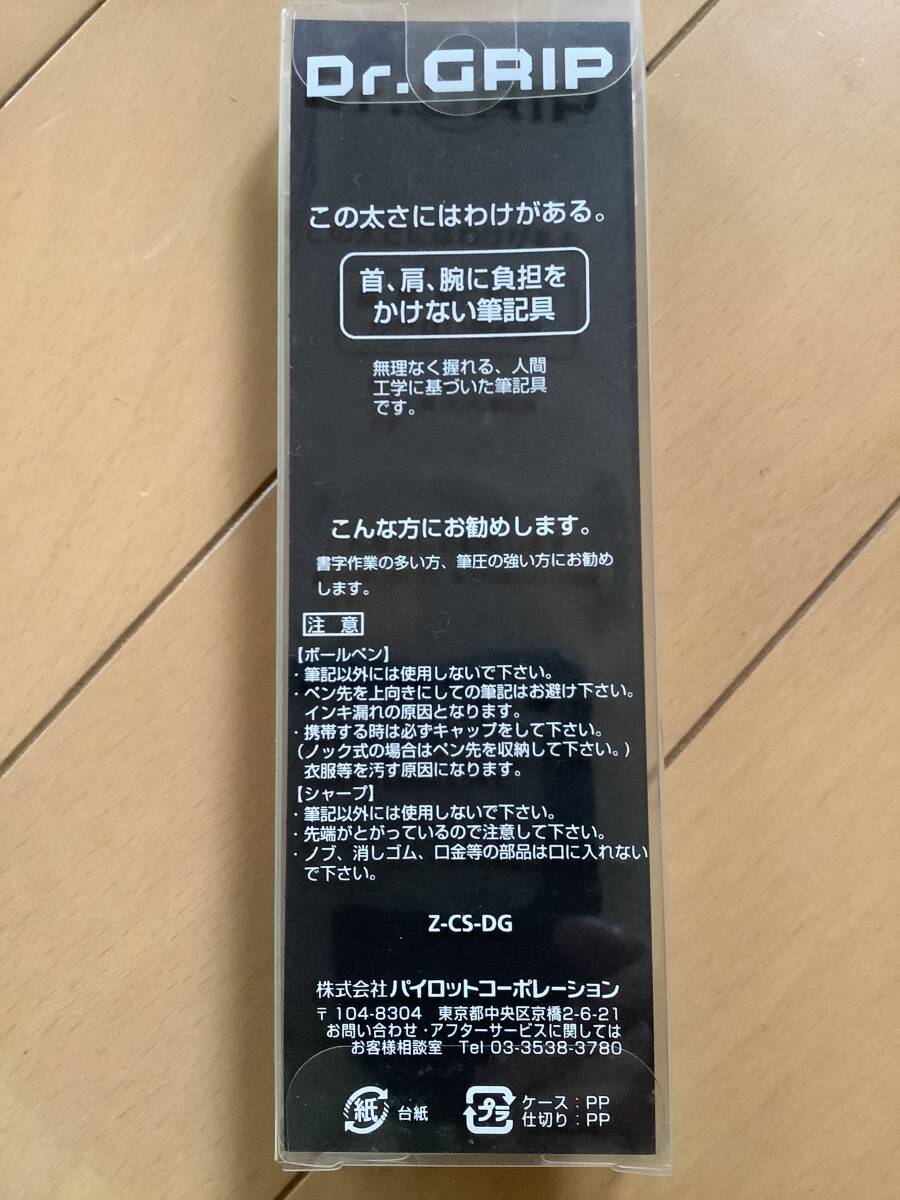 Dr.GRIP
この太さにはわけがある。
首、肩、腕に負担を
かけない筆記具
無理なく握れる、人間
工学に基づいた筆記具
です。
こんな方にお勧めします。
書字作業の多い方、筆圧の強い方にお勧め
します。
注 意
【ボールペン】
・筆記以外には使用しないで下さい。
・ペン先を上向きにしての筆記はお避け下さい。
インキ漏れの原因となります。
・携帯する時は必ずキャップをして下さい。
(ノック式の場合はペン先を収納して下さい。)
衣服等を汚す原因になります。
【シャープ】
・筆記以外には使用しないで下さい。
・先端がとがっているので注意して下さい。
・ノブ、消しゴム、口金等の部品は口に入れない
で下さい。
Z-CS-DG
株式会社パイロットコーポレーション
〒104-8304 東京都中央区京橋2-6-21
お問い合わせ・アフターサービスに関しては
お客様相談室 Tel 03-3538-3780
紙 台紙
プラ ケース:PP
仕切り:PP